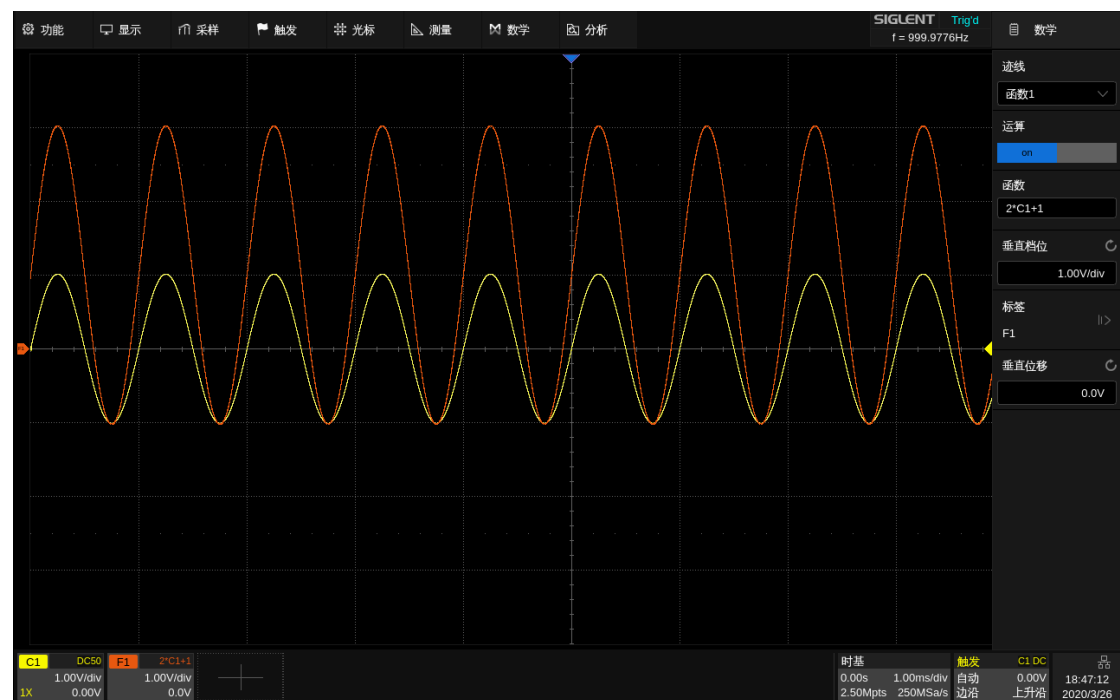 功能 显示 采样 触发 光标 测量 数学 分析
SIGLENT Trig'd
f = 999.9776Hz
数学
迹线
函数1
运算
on
函数
2*C1+1
垂直档位
1.00V/div
标签
F1
垂直位移
0.0V
C1 DC50
1.00V/div
1X 0.00V
F1 2*C1+1
1.00V/div
0.0V
时基
0.00s 1.00ms/div
2.50Mpts 250MSa/s
触发 C1 DC
自动 0.00V
边沿 上升沿
18:47:12
2020/3/26